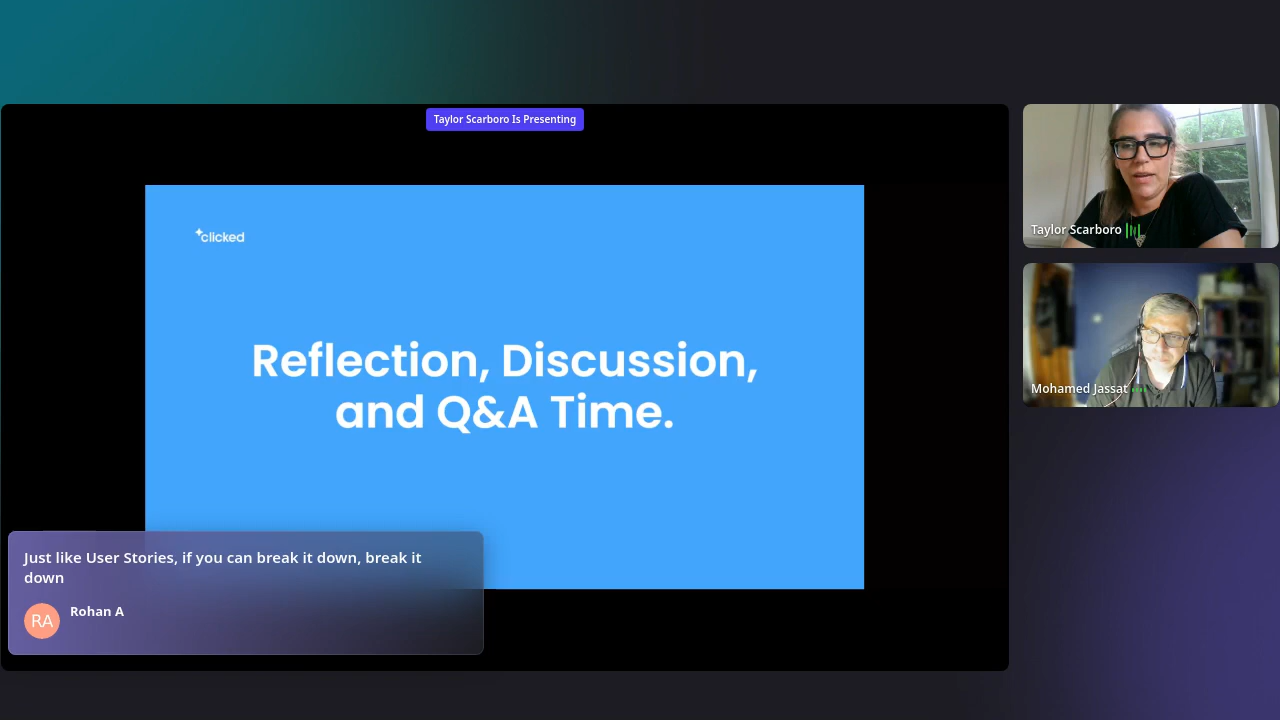 Taylor Scarboro Is Presenting
clicked
Reflection, Discussion,
and Q&A Time.
Taylor Scarboro
Mohamed Jassat
Just like User Stories, if you can break it down, break it
down
RA
Rohan A